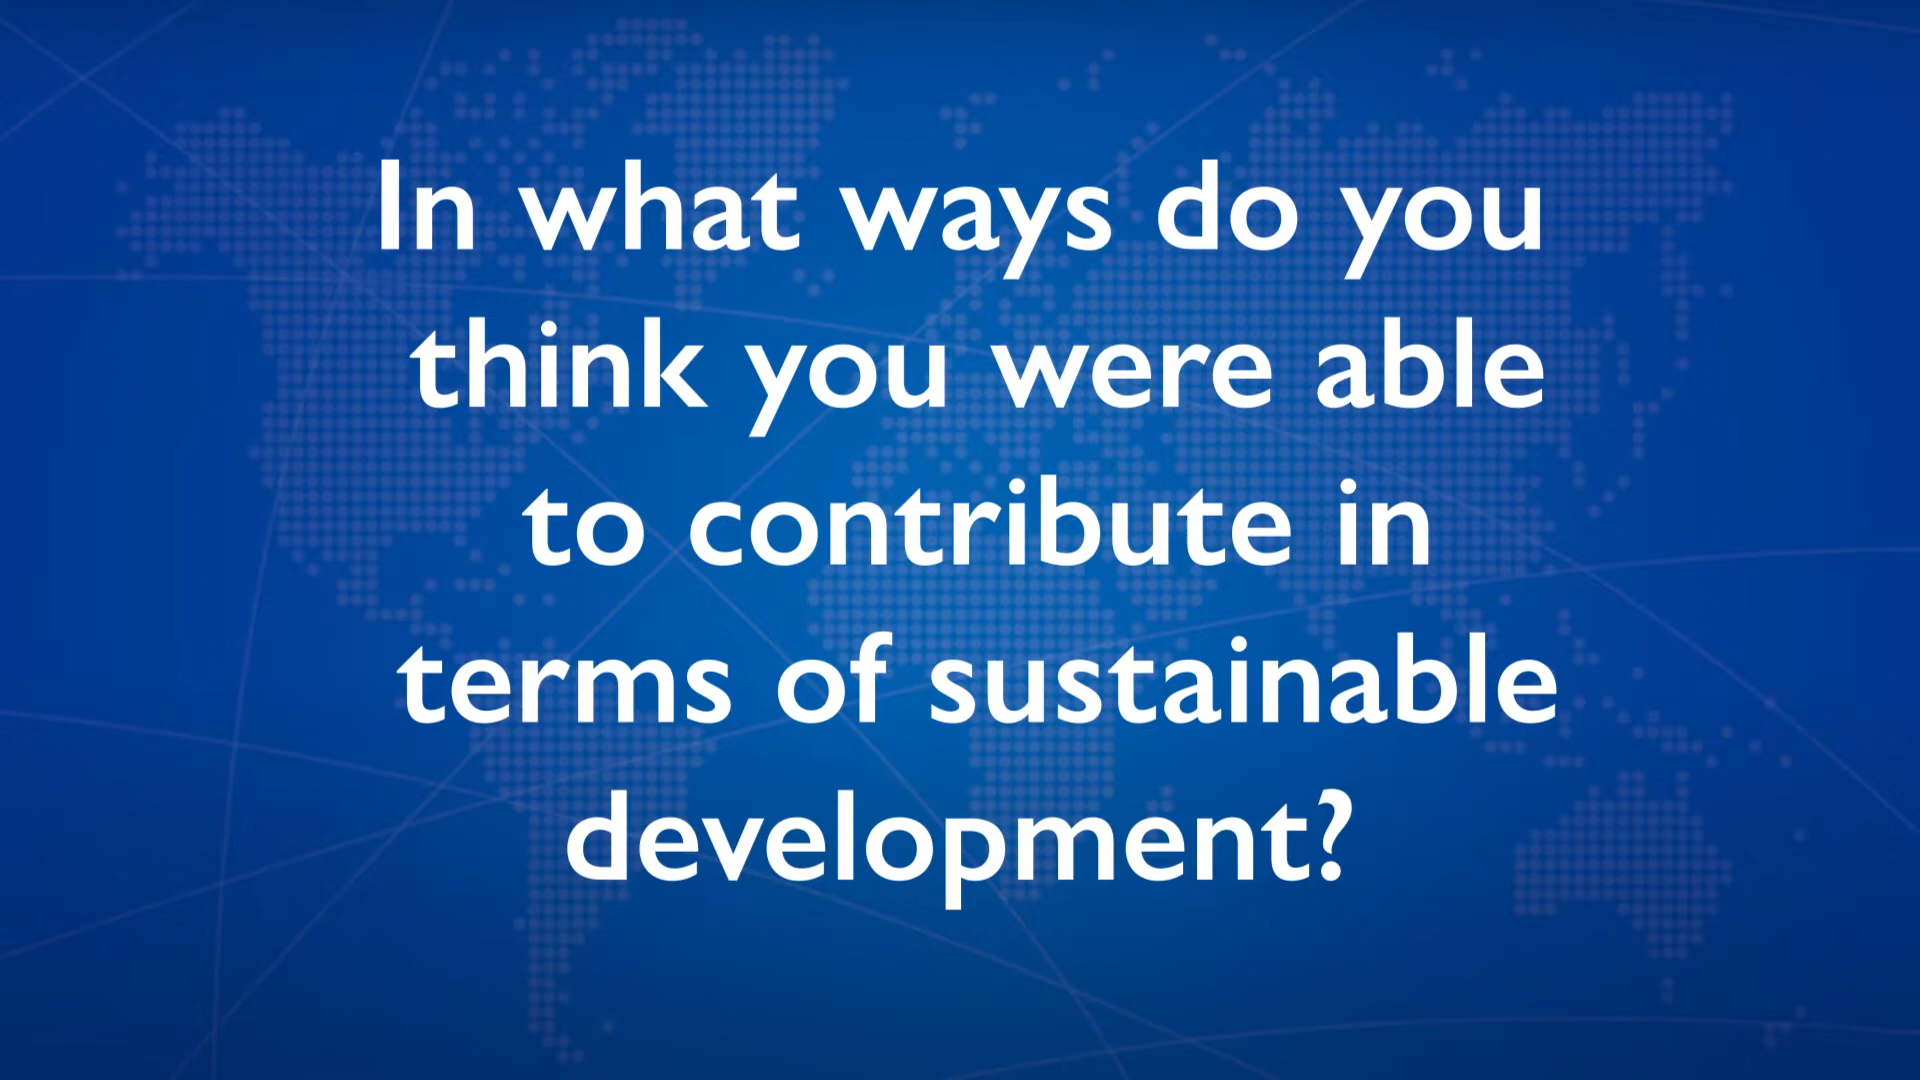 In what ways do you
think you were able
to contribute in
terms of sustainable
development?